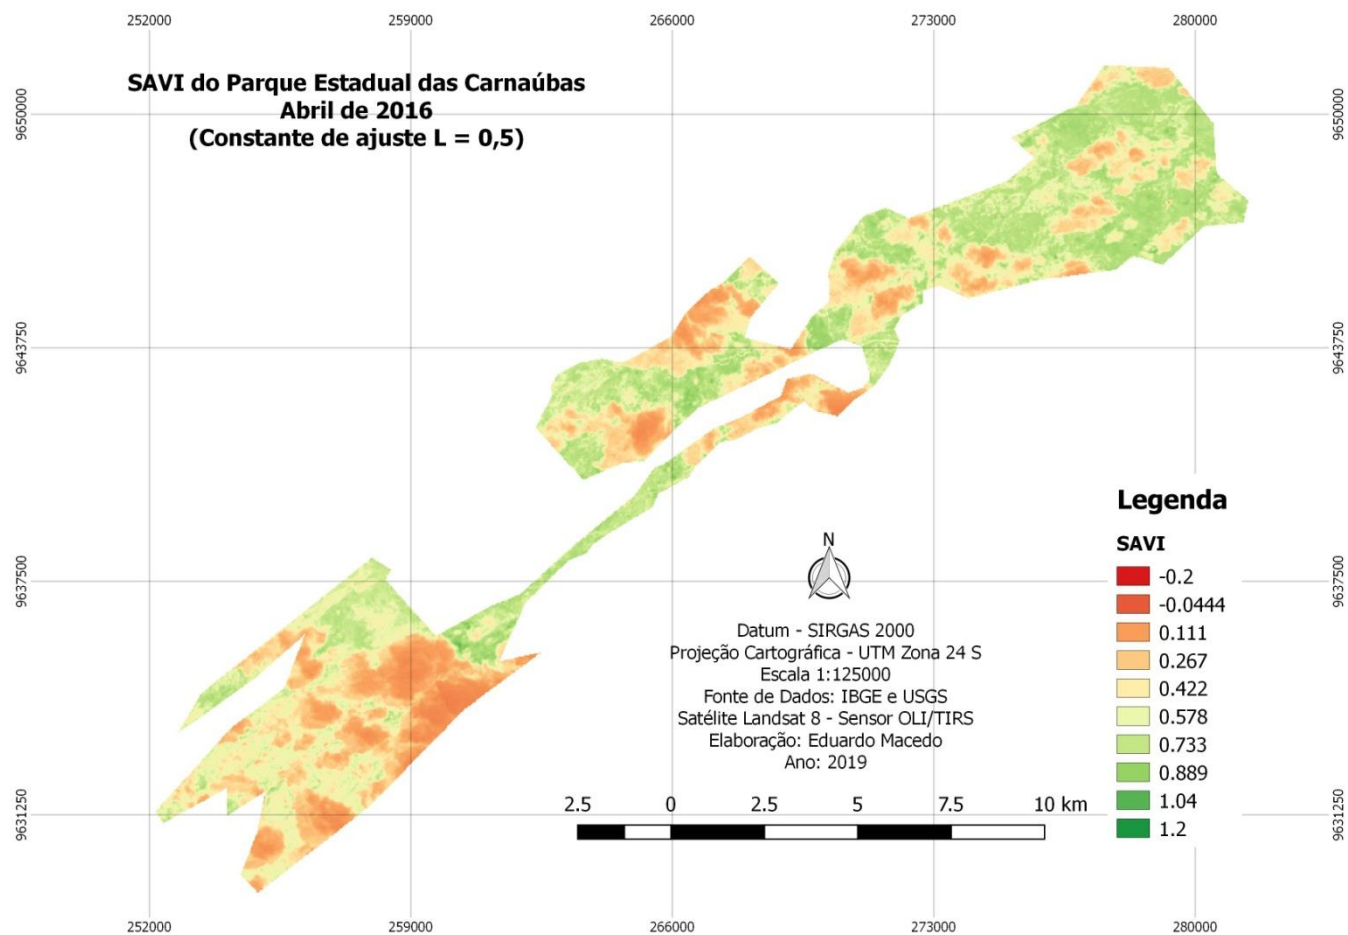 252000 259000 266000 273000 280000
SAVI do Parque Estadual das Carnaúbas
Abril de 2016
(Constante de ajuste L = 0,5)
9650000 9650000
9643750 9643750
9637500 9637500
9631250 9631250
N
Datum - SIRGAS 2000
Projeção Cartográfica - UTM Zona 24 S
Escala 1:125000
Fonte de Dados: IBGE e USGS
Satélite Landsat 8 - Sensor OLI/TIRS
Elaboração: Eduardo Macedo
Ano: 2019
2.5 0 2.5 5 7.5 10 km
Legenda
SAVI
-0.2
-0.0444
0.111
0.267
0.422
0.578
0.733
0.889
1.04
1.2
252000 259000 266000 273000 280000